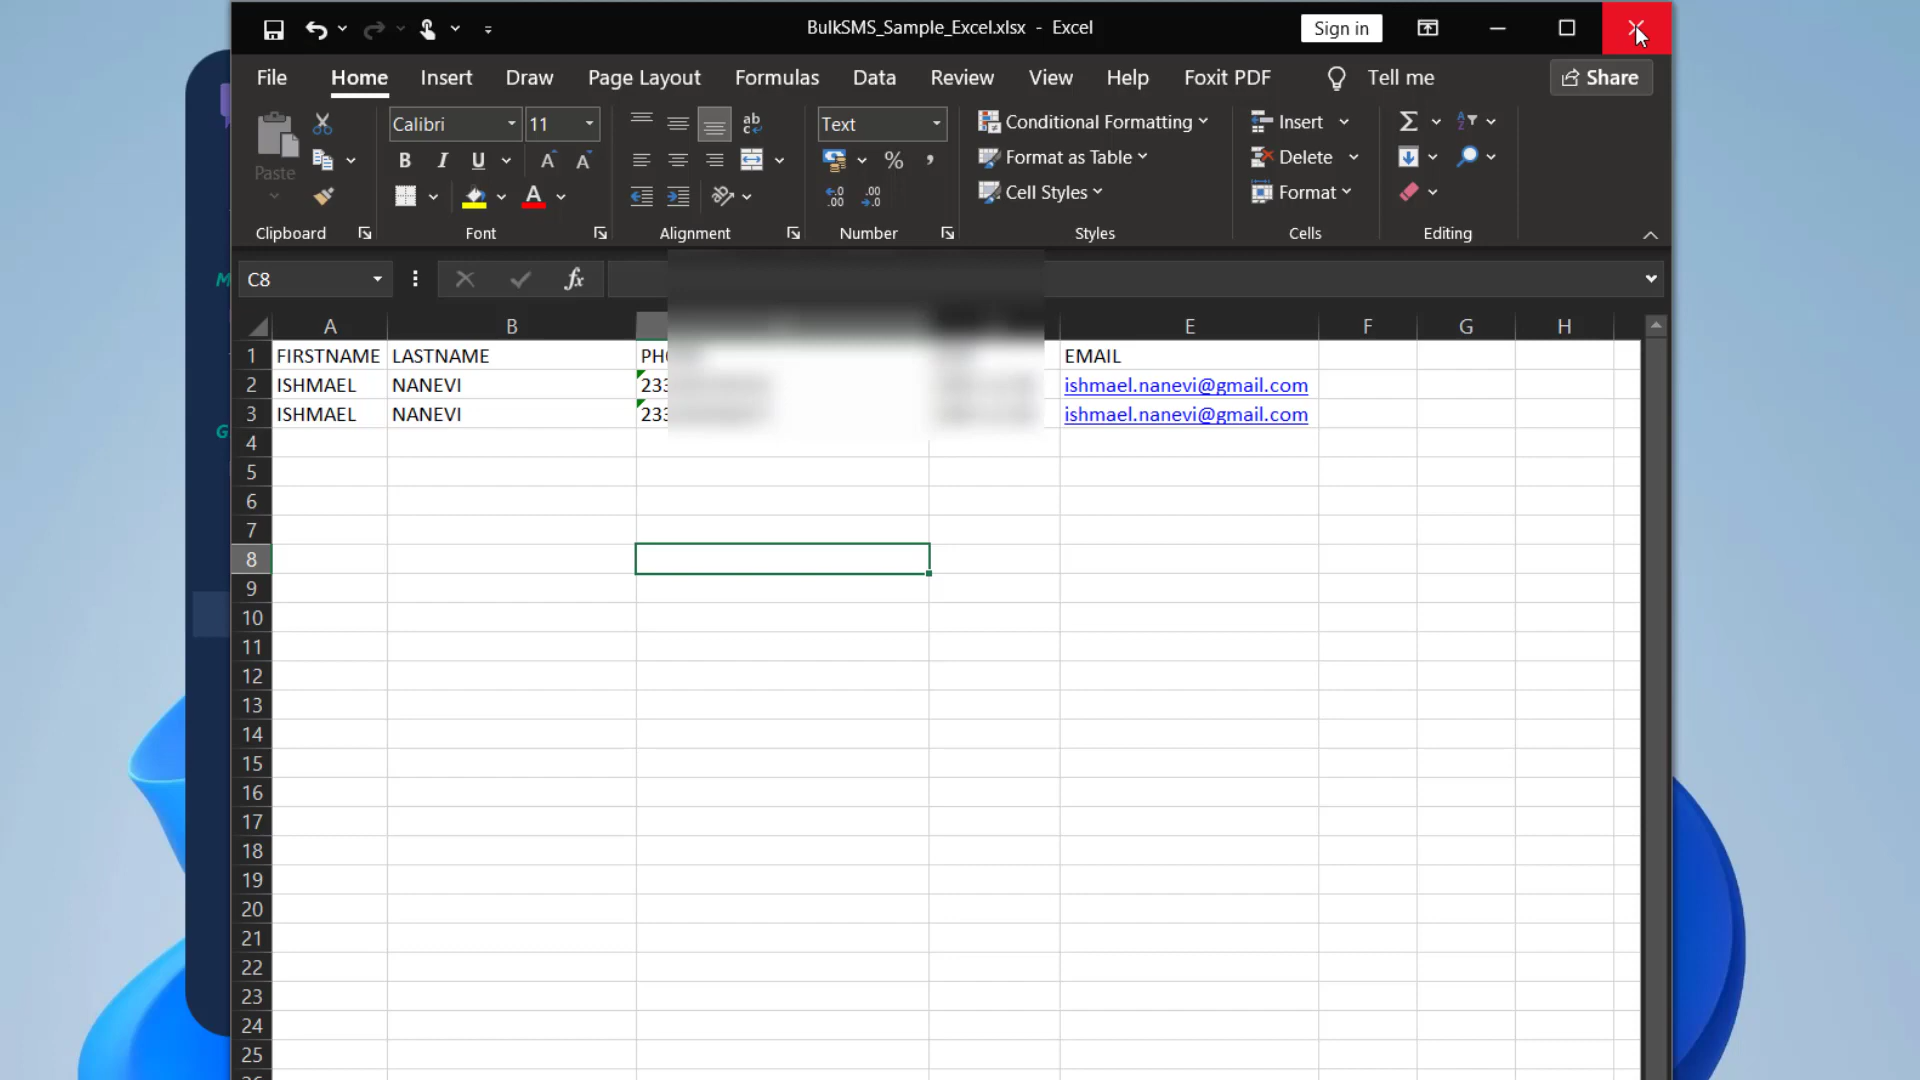 BulkSMS_Sample_Excel.xlsx - Excel
Sign in
File Home Insert Draw Page Layout Formulas Data Review View Help Foxit PDF Tell me Share
Paste
Calibri 11
ab
c
Text
Conditional Formatting
Insert
Format as Table
Delete
B I U A A % ,
Cell Styles
Format
A
Clipboard Font Alignment Number Styles Cells Editing
C8 fx
A B E F G H
1 FIRSTNAME LASTNAME EMAIL
2 ISHMAEL NANEVI 233 ishmael.nanevi@gmail.com
3 ISHMAEL NANEVI 233 ishmael.nanevi@gmail.com
4
5
6
7
8
9
10
11
12
13
14
15
16
17
18
19
20
21
22
23
24
25